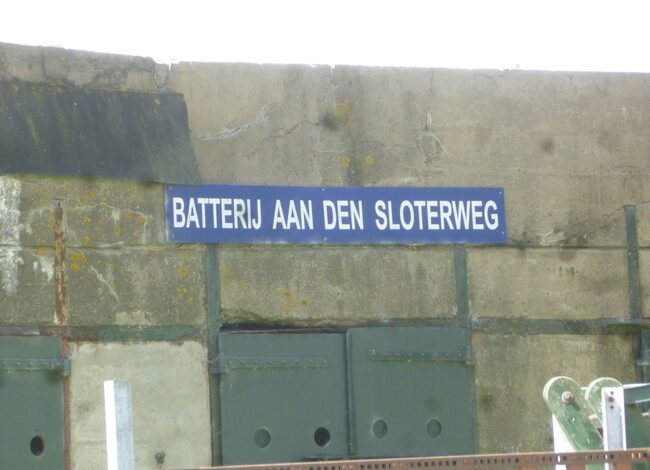 BATTERIJ AAN DEN SLOTERWEG